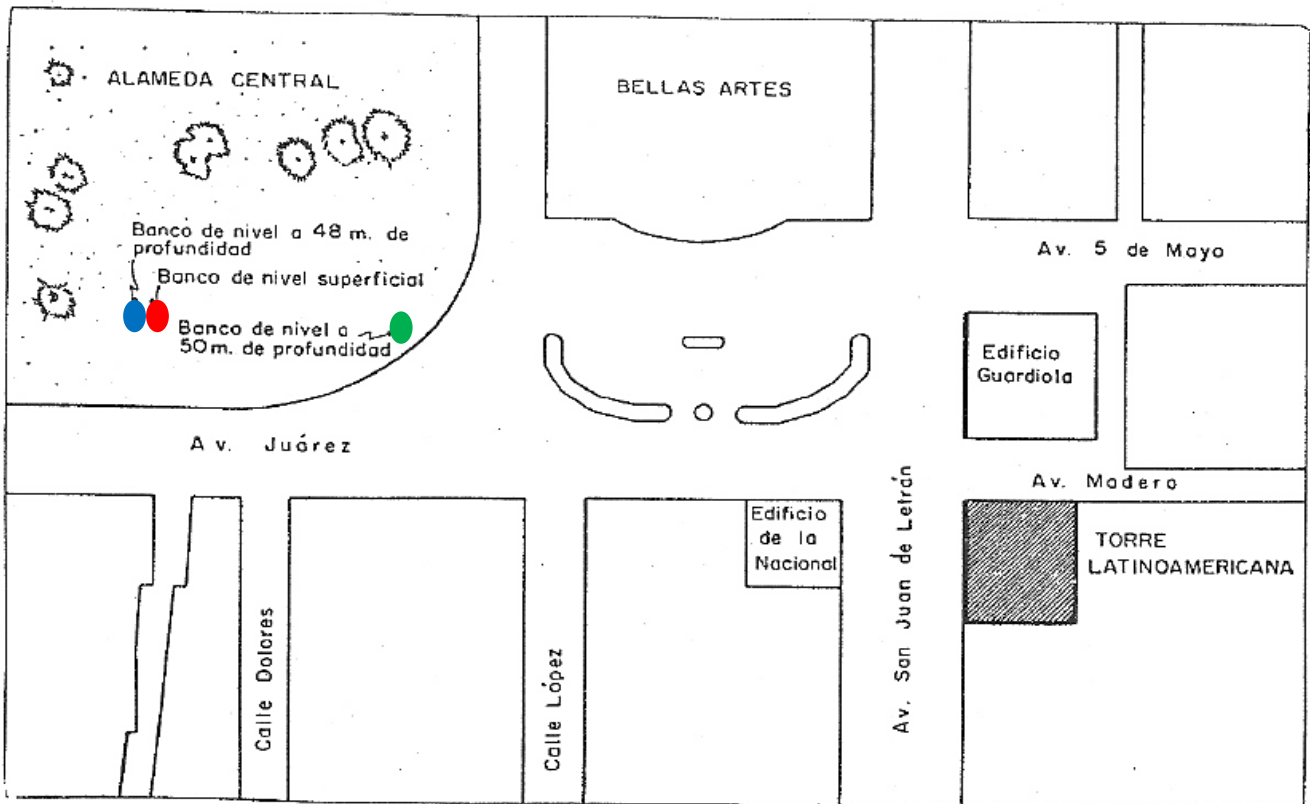 ALAMEDA CENTRAL
BELLAS ARTES
Banco de nivel a 48 m. de
profundidad
Banco de nivel superficial
Banco de nivel a
50m. de profundidad
Av. 5 de Mayo
Edificio
Guardiola
Av. Juárez
Av. Madero
Edificio
de la
Nacional
TORRE
LATINOAMERICANA
Calle Dolores
Calle López
Av. San Juan de Letrán